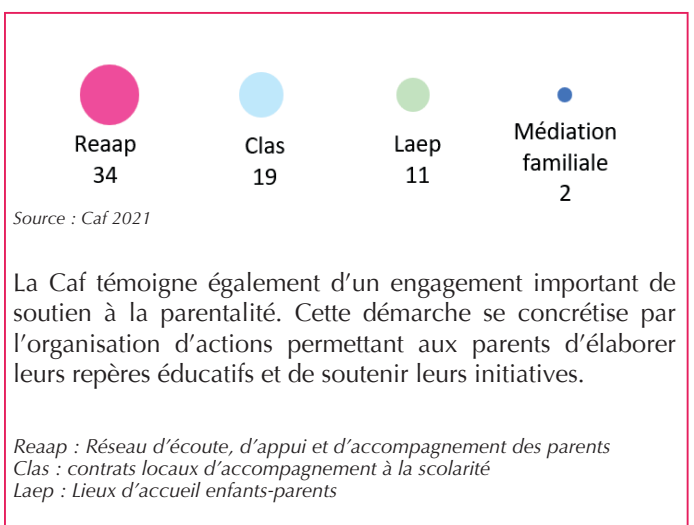 Reaap
34
Clas
19
Laep
11
Médiation
familiale
2
Source : Caf 2021
La Caf témoigne également d'un engagement important de
soutien à la parentalité. Cette démarche se concrétise par
l'organisation d'actions permettant aux parents d'élaborer
leurs repères éducatifs et de soutenir leurs initiatives.
Reaap : Réseau d'écoute, d'appui et d'accompagnement des parents
Clas : contrats locaux d'accompagnement à la scolarité
Laep : Lieux d'accueil enfants-parents